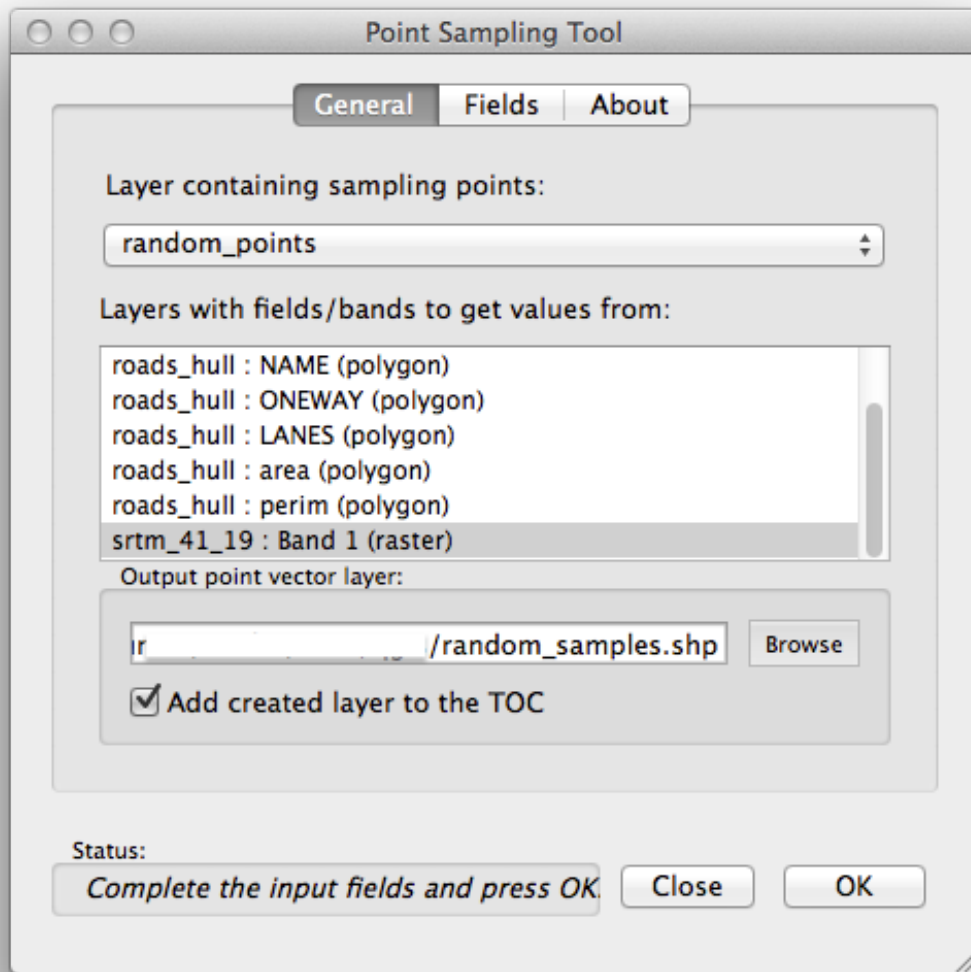 Point Sampling Tool
General Fields About
Layer containing sampling points:
random_points
Layers with fields/bands to get values from:
roads_hull : NAME (polygon)
roads_hull : ONEWAY (polygon)
roads_hull : LANES (polygon)
roads_hull : area (polygon)
roads_hull : perim (polygon)
srtm_41_19 : Band 1 (raster)
Output point vector layer:
/random_samples.shp Browse
Add created layer to the TOC
Status:
Complete the input fields and press OK. Close OK